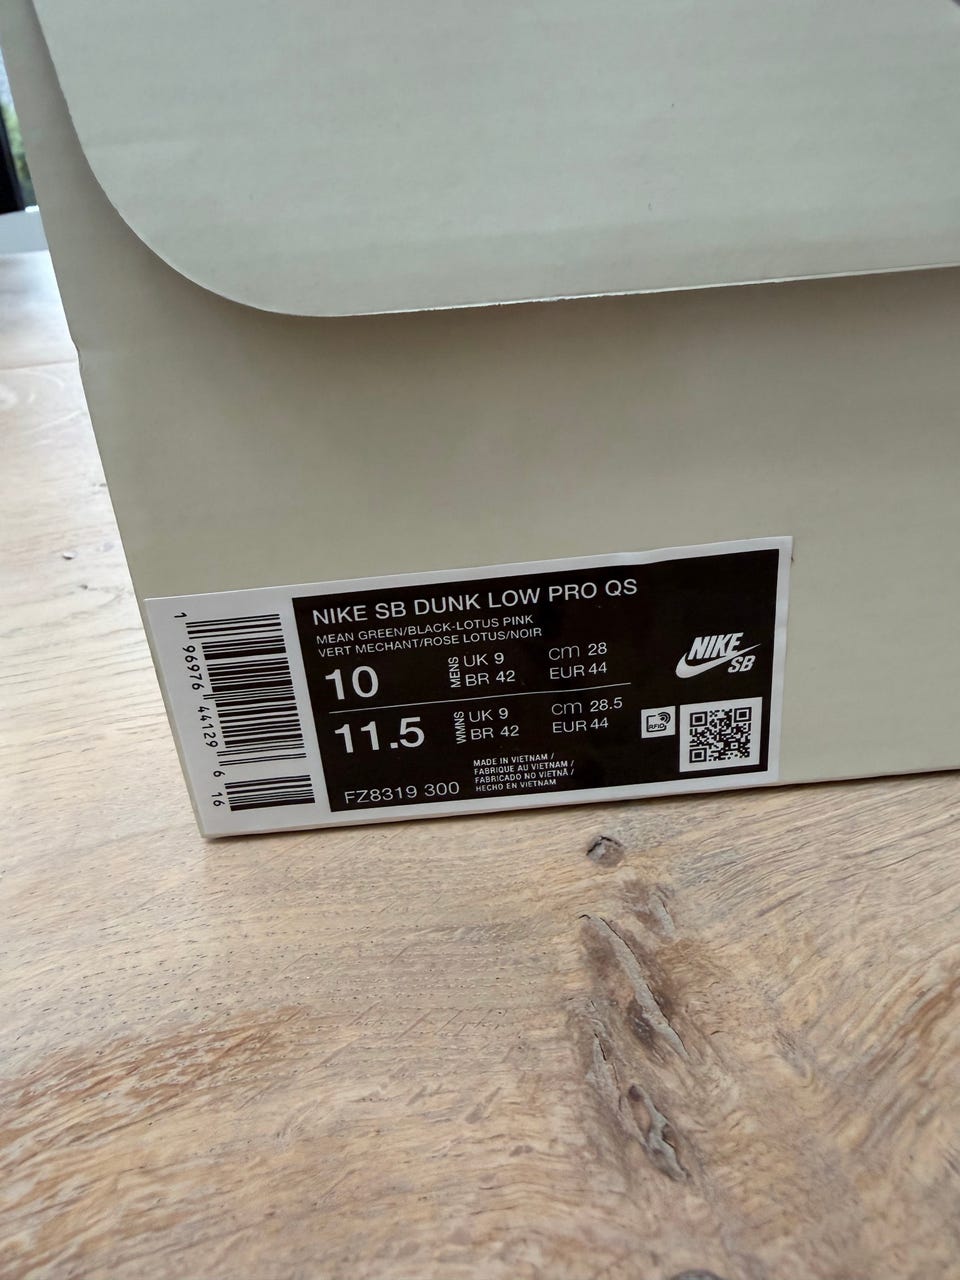 NIKE SB DUNK LOW PRO QS
MEAN GREEN/BLACK-LOTUS PINK
VERT MECHANT/ROSE LOTUS/NOIR
10 MENS UK 9 cm 28
BR 42 EUR 44
11.5 WMNS UK 9 cm 28.5
BR 42 EUR 44
FZ8319 300
MADE IN VIETNAM /
FABRIQUE AU VIETNAM /
FABRICADO NO VIETNÃ /
HECHO EN VIETNAM
NIKE
SB
RFID
1 96976 44129 6 16